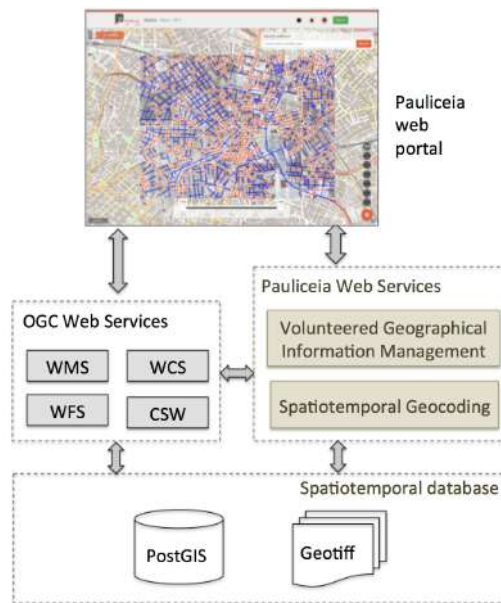 Pauliceia
web
portal
Pauliceia Web Services
OGC Web Services
Volunteered Geographical
Information Management
WMS
WCS
WFS
CSW
Spatiotemporal Geocoding
Spatiotemporal database
PostGIS
Geotiff